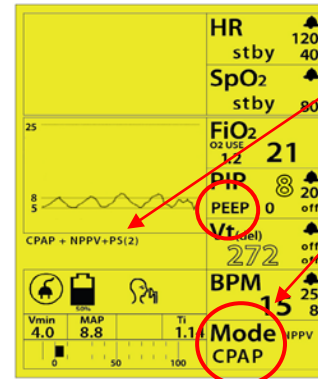 HR 120
stby 40
SpO2
stby 80
25
FiO2
O2 USE
1.2 21
8
5
PIP 8 20
PEEP 0 off
CPAP + NPPV+PS(2)
Vt(del) off
272 off
50%
BPM 25
15 8
Vmin MAP Ti
4.0 8.8 1.14
Mode NPPV
CPAP
0 50 100